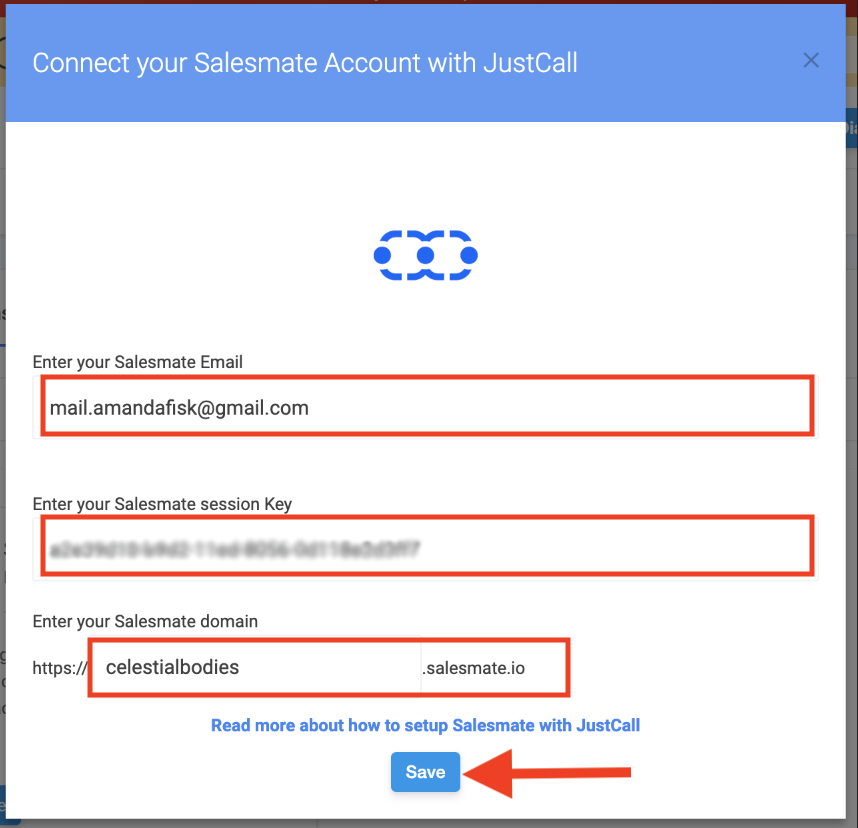 Connect your Salesmate Account with JustCall
Enter your Salesmate Email
mail.amandafisk@gmail.com
Enter your Salesmate session Key
Enter your Salesmate domain
https:// celestialbodies .salesmate.io
Read more about how to setup Salesmate with JustCall
Save